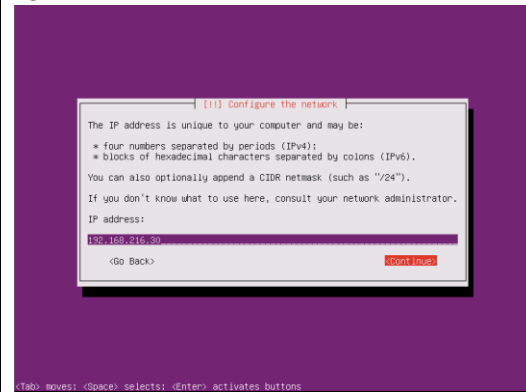 [!!] Configure the network
The IP address is unique to your computer and may be:
* four numbers separated by periods (IPv4);
* blocks of hexadecimal characters separated by colons (IPv6).
You can also optionally append a CIDR netmask (such as "/24").
If you don't know what to use here, consult your network administrator.
IP address:
192.168.216.30
<Go Back> <Continue>
<Tab> moves; <Space> selects; <Enter> activates buttons